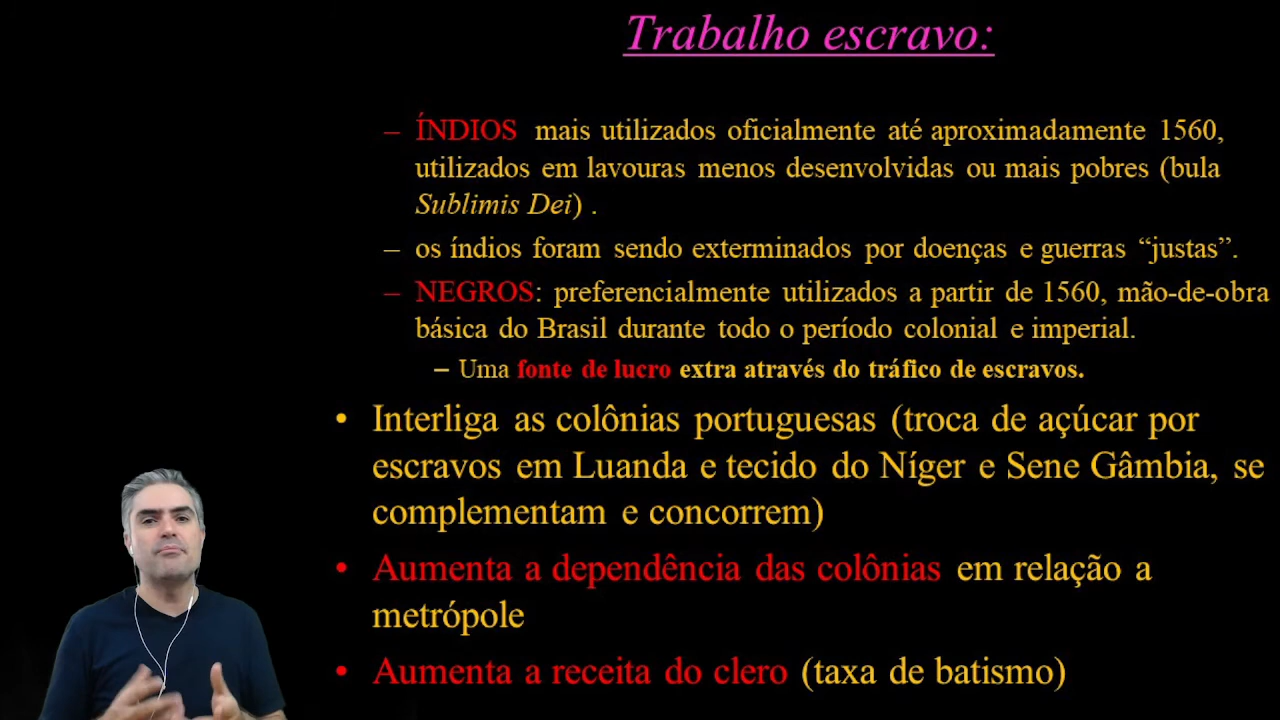 Trabalho escravo:
– ÍNDIOS mais utilizados oficialmente até aproximadamente 1560,
utilizados em lavouras menos desenvolvidas ou mais pobres (bula
Sublimis Dei) .
– os índios foram sendo exterminados por doenças e guerras “justas”.
– NEGROS: preferencialmente utilizados a partir de 1560, mão-de-obra
básica do Brasil durante todo o período colonial e imperial.
– Uma fonte de lucro extra através do tráfico de escravos.
• Interliga as colônias portuguesas (troca de açúcar por
escravos em Luanda e tecido do Níger e Sene Gâmbia, se
complementam e concorrem)
• Aumenta a dependência das colônias em relação a
metrópole
• Aumenta a receita do clero (taxa de batismo)